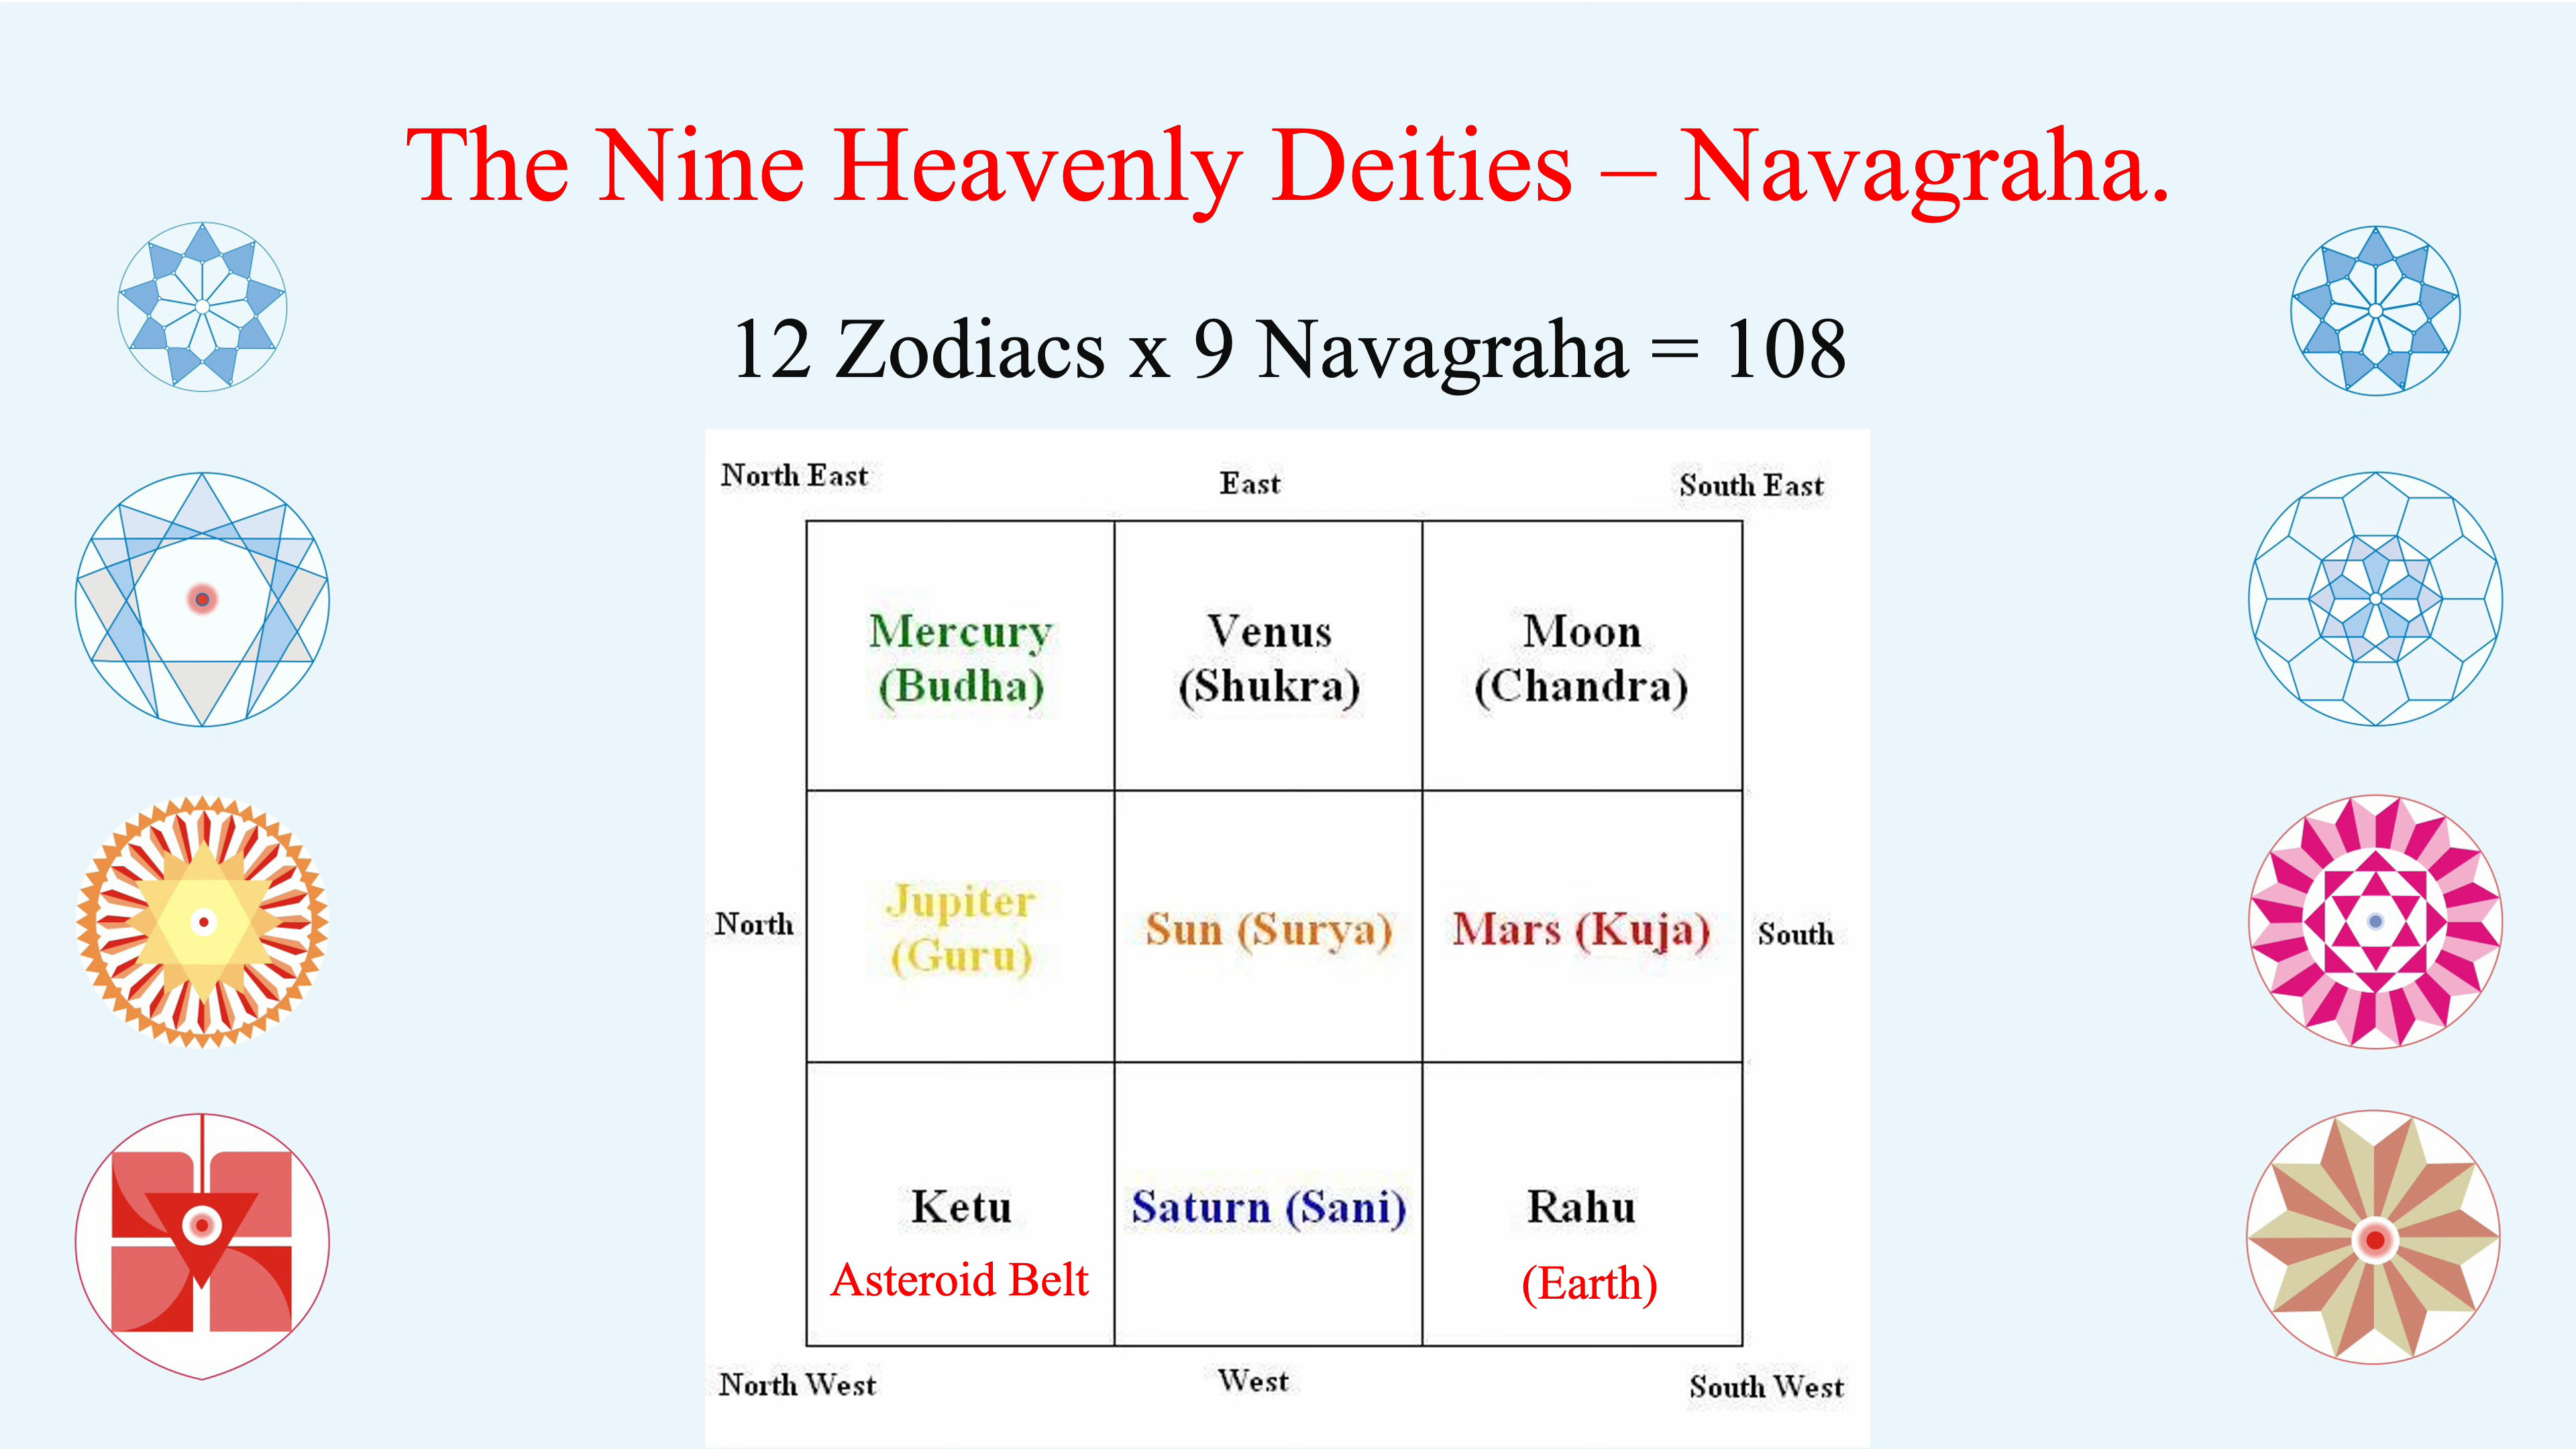 The Nine Heavenly Deities – Navagraha.
12 Zodiacs x 9 Navagraha = 108
North East
East
South East
Mercury
(Budha)
Venus
(Shukra)
Moon
(Chandra)
North
Jupiter
(Guru)
Sun (Surya)
Mars (Kuja)
South
Ketu
Asteroid Belt
Saturn (Sani)
Rahu
(Earth)
North West
West
South West